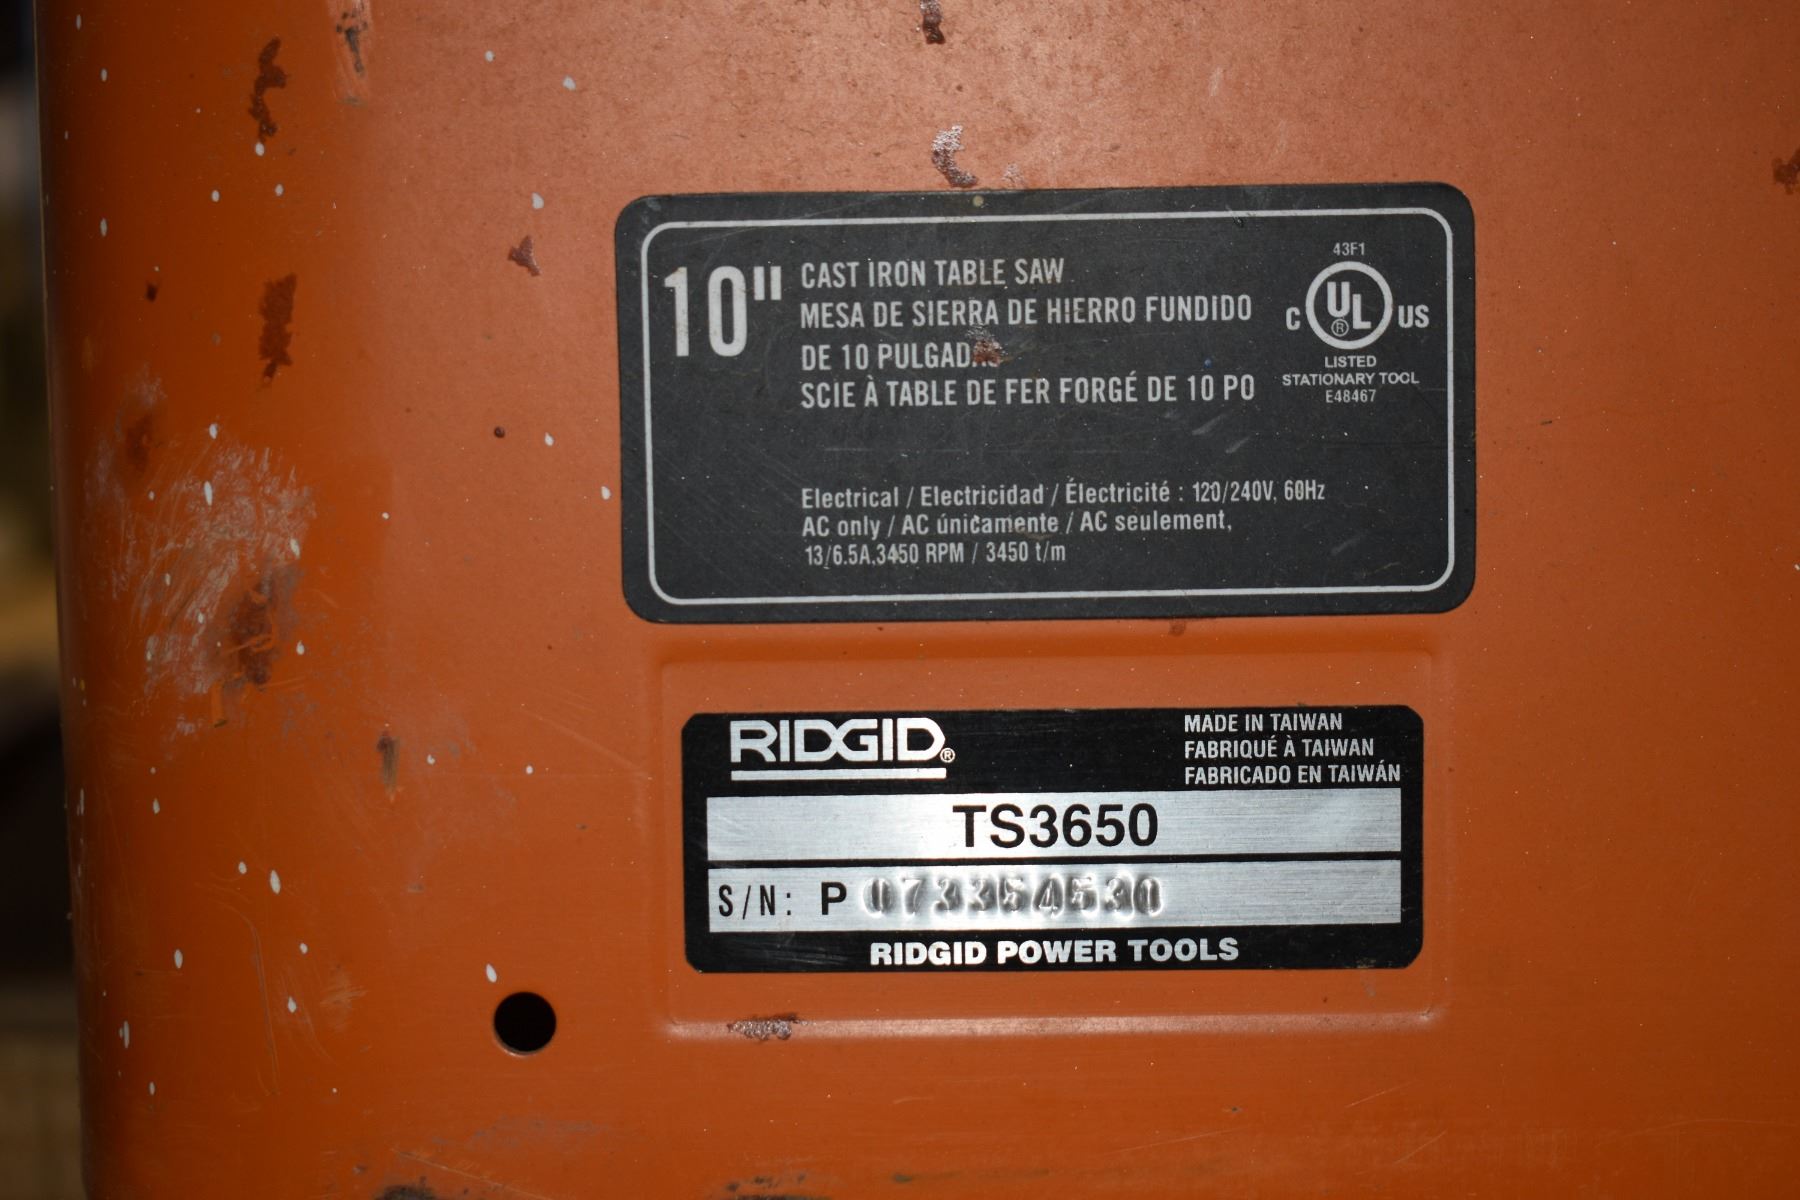 10" CAST IRON TABLE SAW
MESA DE SIERRA DE HIERRO FUNDIDO
DE 10 PULGADAS
SCIE À TABLE DE FER FORGÉ DE 10 PO
43F1
C UL® US
LISTED
STATIONARY TOOL
E48467
Electrical / Electricidad / Électricité : 120/240V, 60Hz
AC only / AC únicamente / AC seulement,
13/6.5A,3450 RPM / 3450 t/m
RIDGID®
MADE IN TAIWAN
FABRIQUÉ À TAIWAN
FABRICADO EN TAIWÁN
TS3650
S/N: P 073354530
RIDGID POWER TOOLS